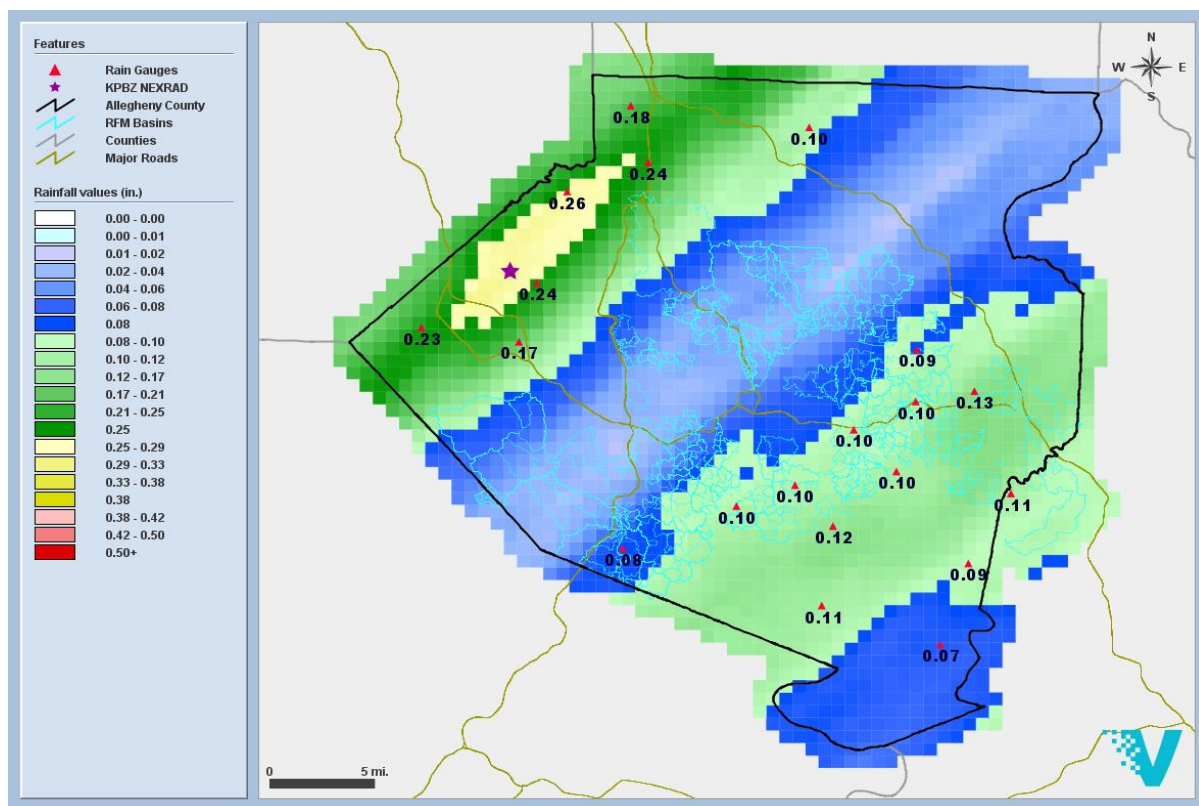 Features
Rain Gauges
KPBZ NEXRAD
Allegheny County
RFM Basins
Counties
Major Roads
Rainfall values (in.)
0.00 - 0.00
0.00 - 0.01
0.01 - 0.02
0.02 - 0.04
0.04 - 0.06
0.06 - 0.08
0.08
0.08 - 0.10
0.10 - 0.12
0.12 - 0.17
0.17 - 0.21
0.21 - 0.25
0.25
0.25 - 0.29
0.29 - 0.33
0.33 - 0.38
0.38
0.38 - 0.42
0.42 - 0.50
0.50+
N
W E
S
0.18
0.10
0.24
0.26
0.24
0.23
0.17
0.09
0.13
0.10
0.10
0.10
0.10
0.11
0.10
0.12
0.08
0.09
0.11
0.07
0 5 mi.
V